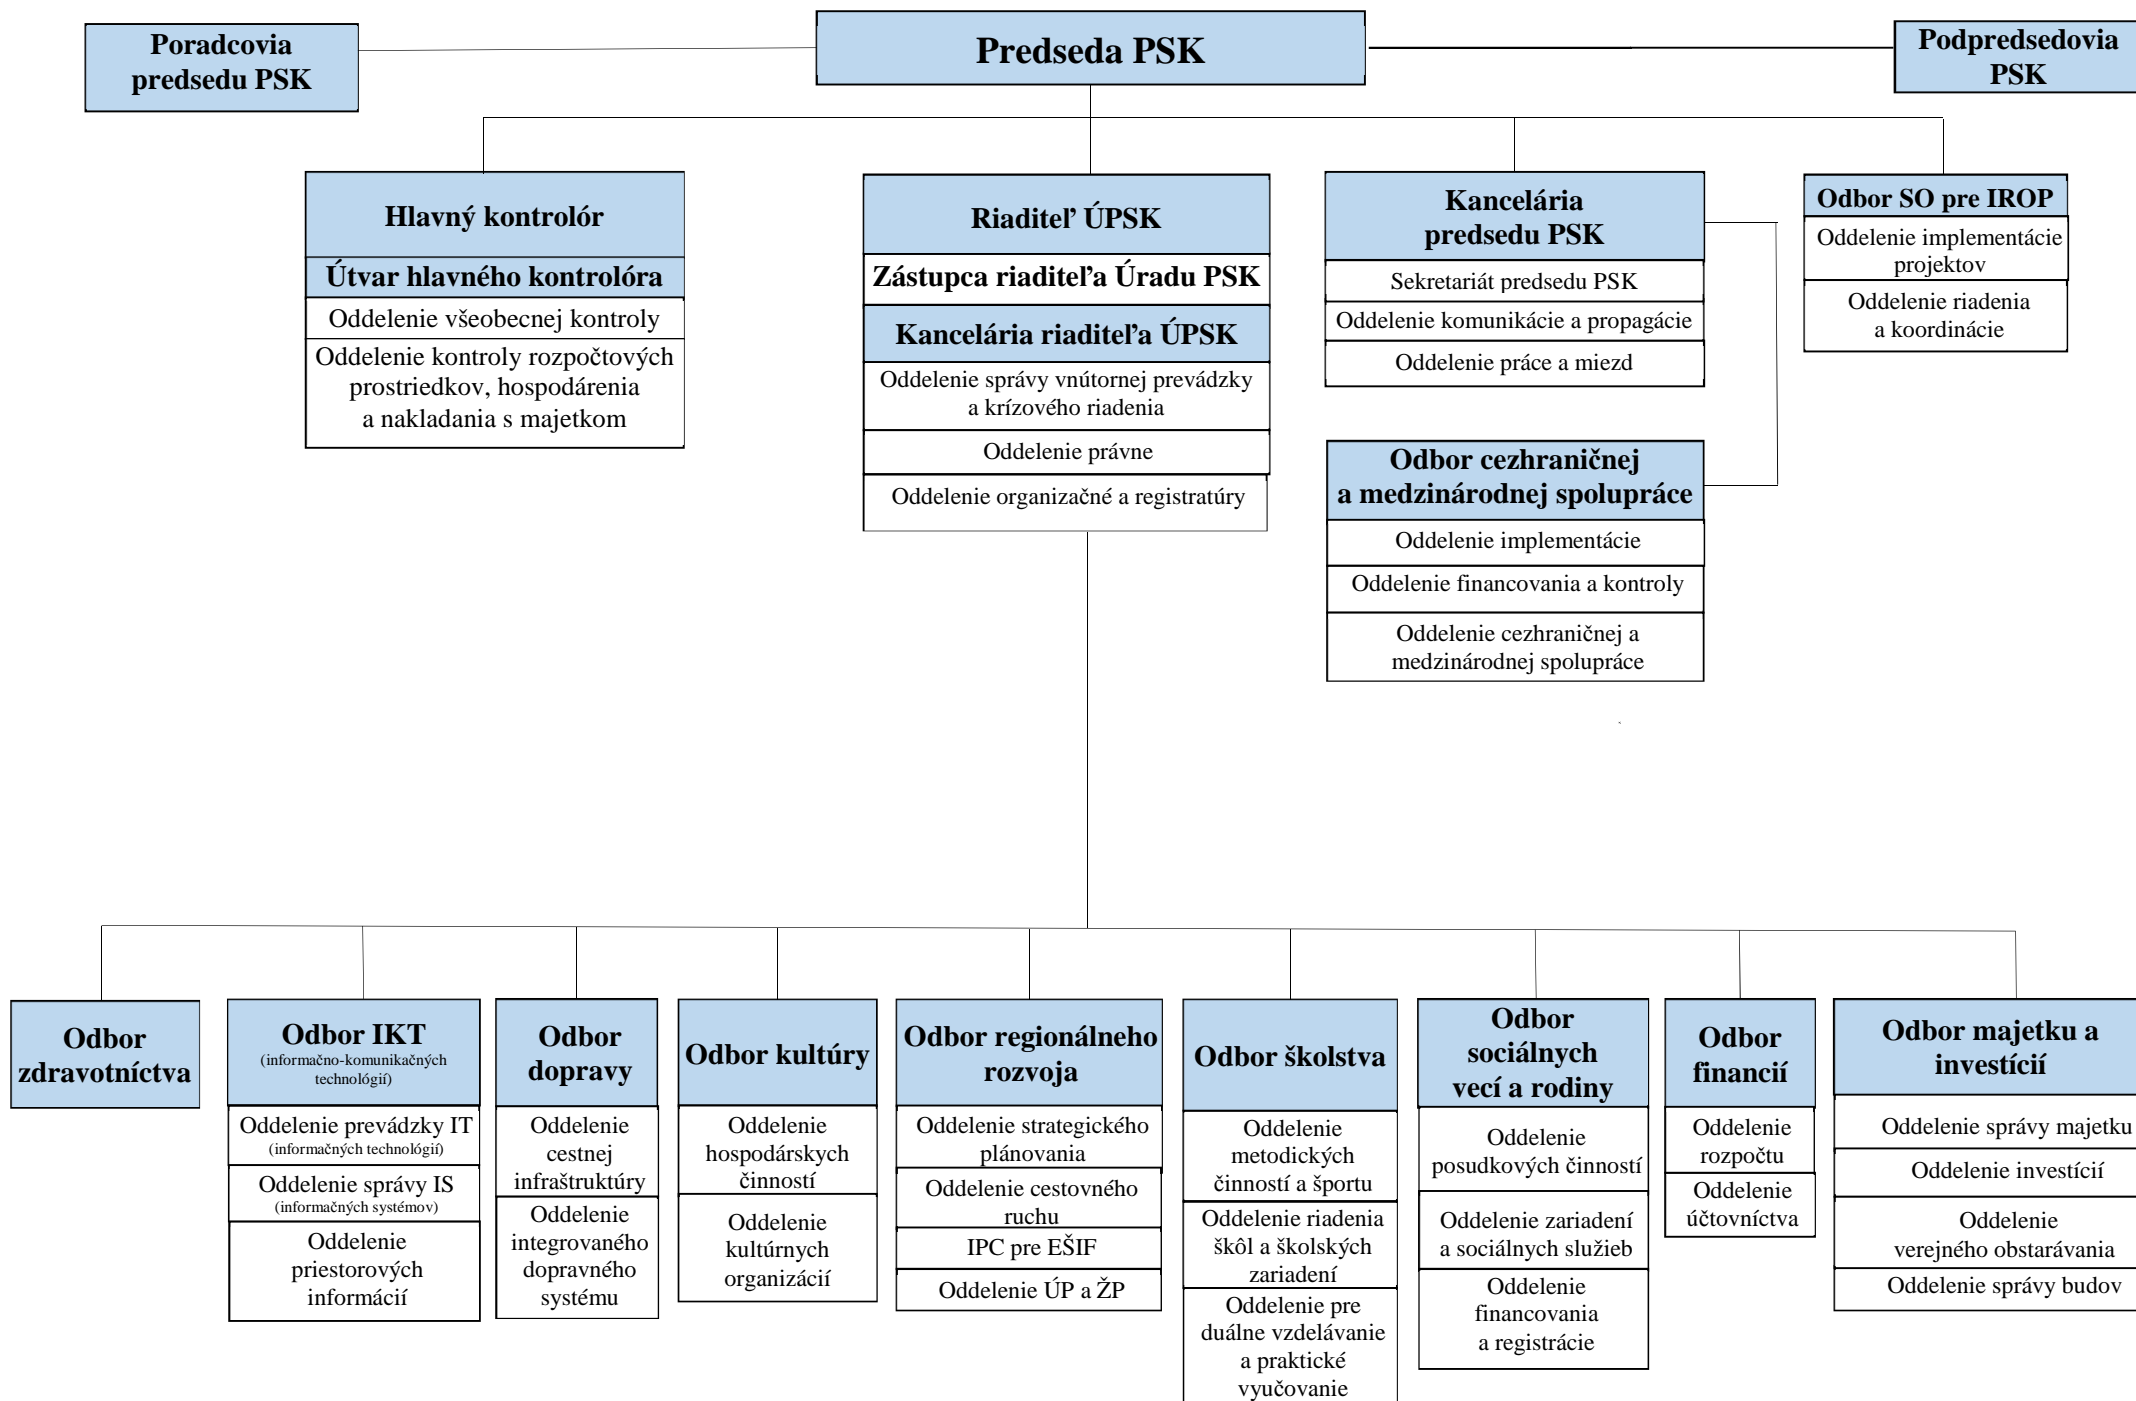 Poradcovia
predsedu PSK
Predseda PSK
Podpredsedovia
PSK
Hlavný kontrolór
Útvar hlavného kontrolóra
Oddelenie všeobecnej kontroly
Oddelenie kontroly rozpočtových
prostriedkov, hospodárenia
a nakladania s majetkom
Riaditeľ ÚPSK
Zástupca riaditeľa Úradu PSK
Kancelária riaditeľa ÚPSK
Oddelenie správy vnútornej prevádzky
a krízového riadenia
Oddelenie právne
Oddelenie organizačné a registratúry
Kancelária
predsedu PSK
Sekretariát predsedu PSK
Oddelenie komunikácie a propagácie
Oddelenie práce a miezd
Odbor cezhraničnej
a medzinárodnej spolupráce
Oddelenie implementácie
Oddelenie financovania a kontroly
Oddelenie cezhraničnej a
medzinárodnej spolupráce
Odbor SO pre IROP
Oddelenie implementácie
projektov
Oddelenie riadenia
a koordinácie
Odbor
zdravotníctva
Odbor IKT
(informačno-komunikačných
technológií)
Oddelenie prevádzky IT
(informačných technológií)
Oddelenie správy IS
(informačných systémov)
Oddelenie
priestorových
informácií
Odbor
dopravy
Oddelenie
cestnej
infraštruktúry
Oddelenie
integrovaného
dopravného
systému
Odbor kultúry
Oddelenie
hospodárskych
činností
Oddelenie
kultúrnych
organizácií
Odbor regionálneho
rozvoja
Oddelenie strategického
plánovania
Oddelenie cestovného
ruchu
IPC pre EŠIF
Oddelenie ÚP a ŽP
Odbor školstva
Oddelenie
metodických
činností a športu
Oddelenie riadenia
škôl a školských
zariadení
Oddelenie pre
duálne vzdelávanie
a praktické
vyučovanie
Odbor
sociálnych
vecí a rodiny
Oddelenie
posudkových činností
Oddelenie zariadení
a sociálnych služieb
Oddelenie
financovania
a registrácie
Odbor
financií
Oddelenie
rozpočtu
Oddelenie
účtovníctva
Odbor majetku a
investícií
Oddelenie správy majetku
Oddelenie investícií
Oddelenie
verejného obstarávania
Oddelenie správy budov